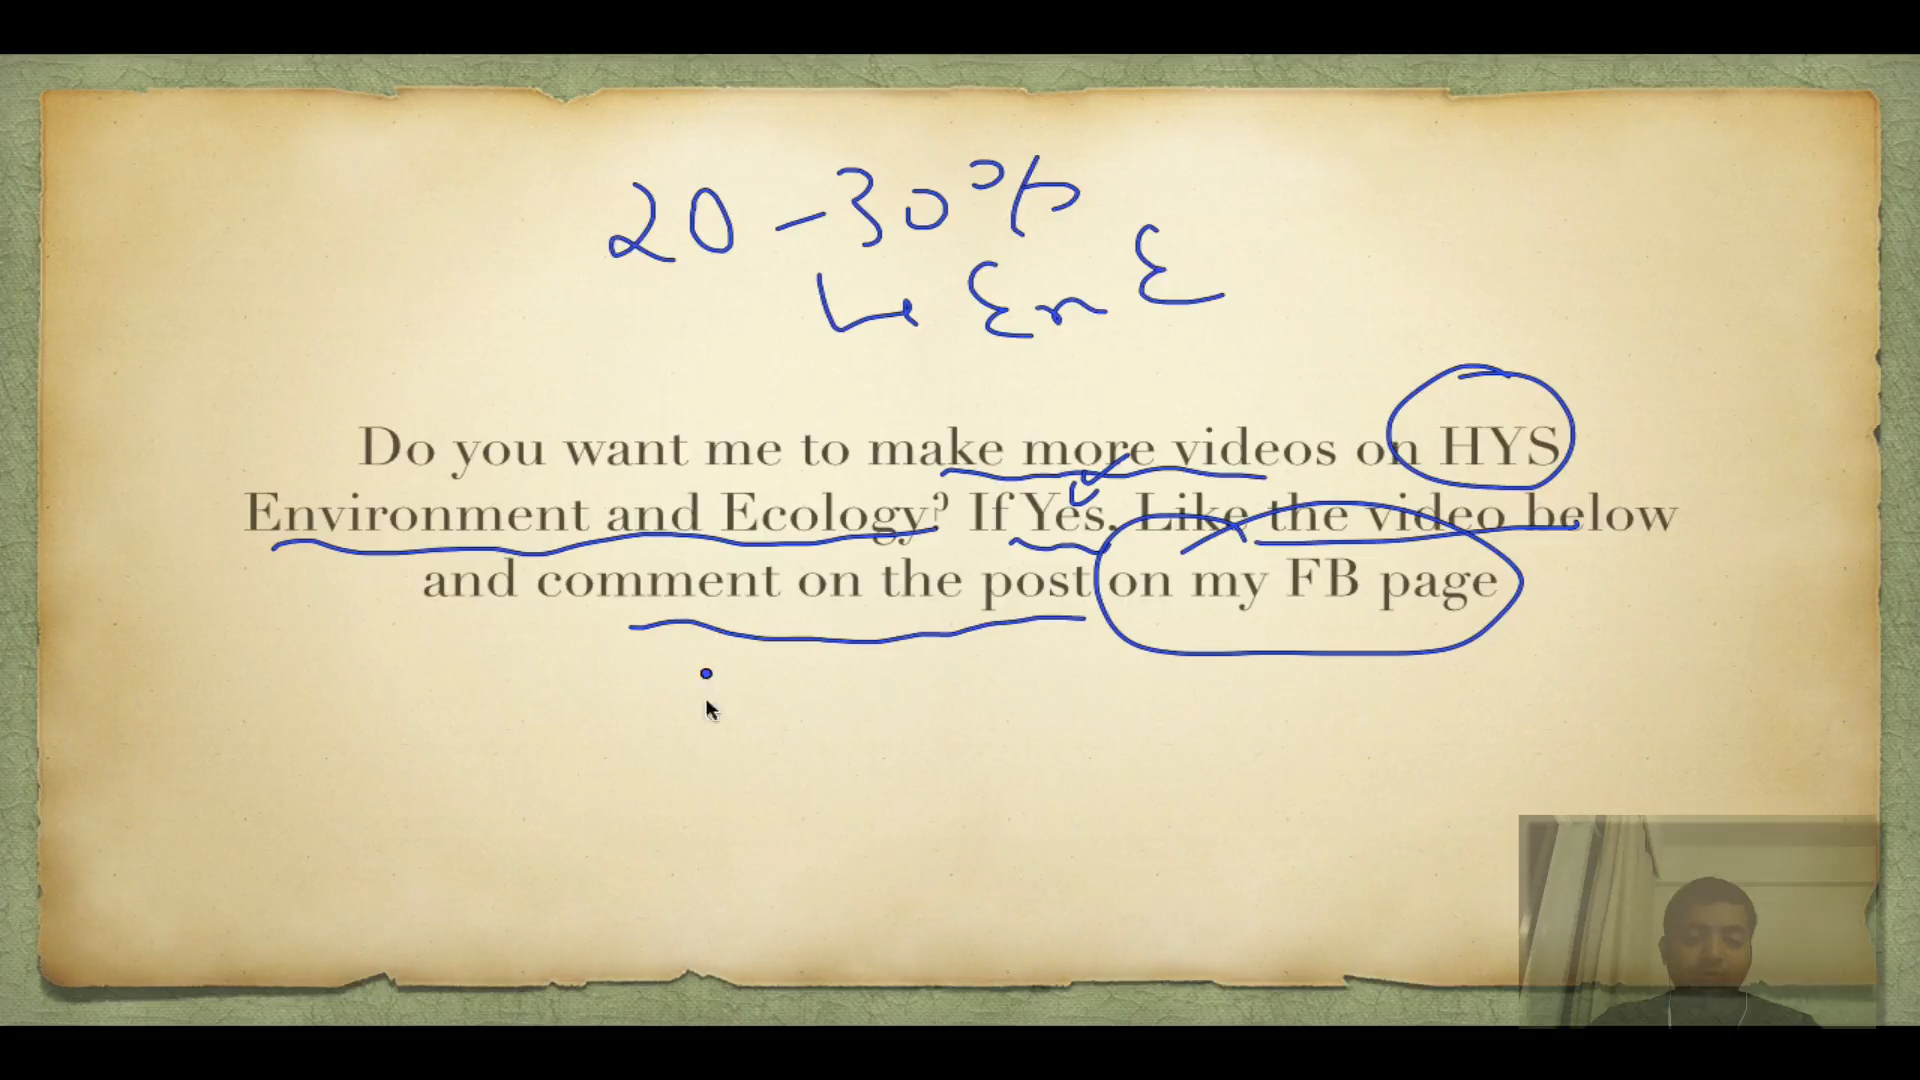 20-30%
↳ En E
Do you want me to make more videos on HYS
Environment and Ecology? If Yes, Like the video below
and comment on the post on my FB page